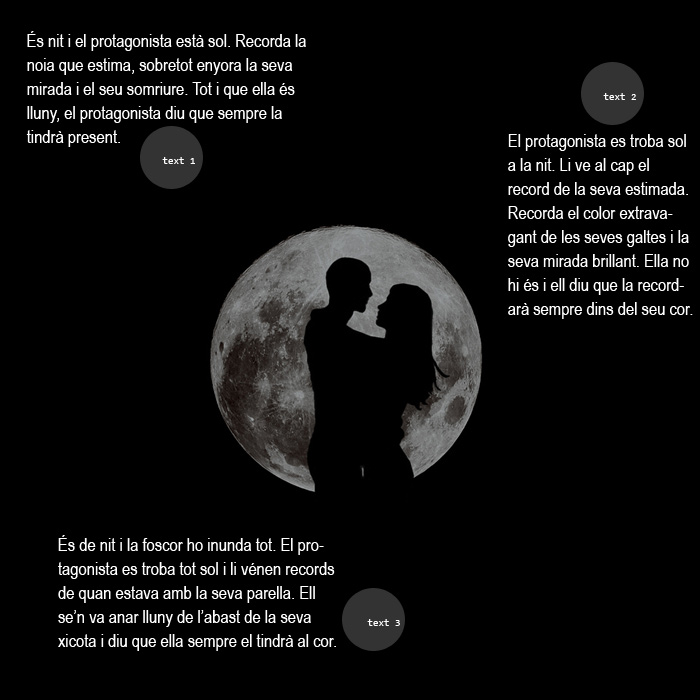 És nit i el protagonista està sol. Recorda la
noia que estima, sobretot enyora la seva
mirada i el seu somriure. Tot i que ella és
lluny, el protagonista diu que sempre la
tindrà present.
text 1
text 2
El protagonista es troba sol
a la nit. Li ve al cap el
record de la seva estimada.
Recorda el color extrava-
gant de les seves galtes i la
seva mirada brillant. Ella no
hi és i ell diu que la record-
arà sempre dins del seu cor.
És de nit i la foscor ho inunda tot. El pro-
tagonista es troba tot sol i li vénen records
de quan estava amb la seva parella. Ell
se’n va anar lluny de l’abast de la seva
xicota i diu que ella sempre el tindrà al cor.
text 3